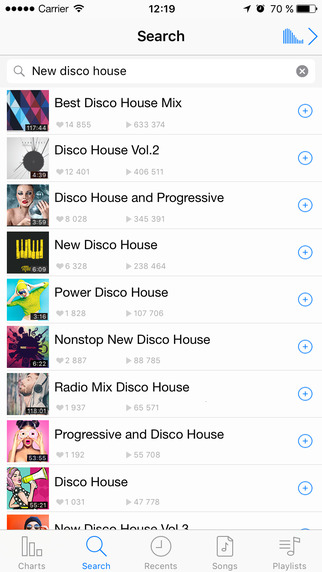 Carrier 12:19 70 %
Search
New disco house
Best Disco House Mix
117:44 14 855 633 374
Disco House Vol.2
4:39 12 401 406 511
Disco House and Progressive
3:59 8 028 345 391
New Disco House
6:09 6 328 238 464
Power Disco House
3:16 1 828 107 706
Nonstop New Disco House
6:22 2 887 88 785
Radio Mix Disco House
118:01 1 937 65 571
Progressive and Disco House
53:55 1 192 55 708
Disco House
55:21 1 031 47 778
New Disco House Vol.3
Charts Search Recents Songs Playlists